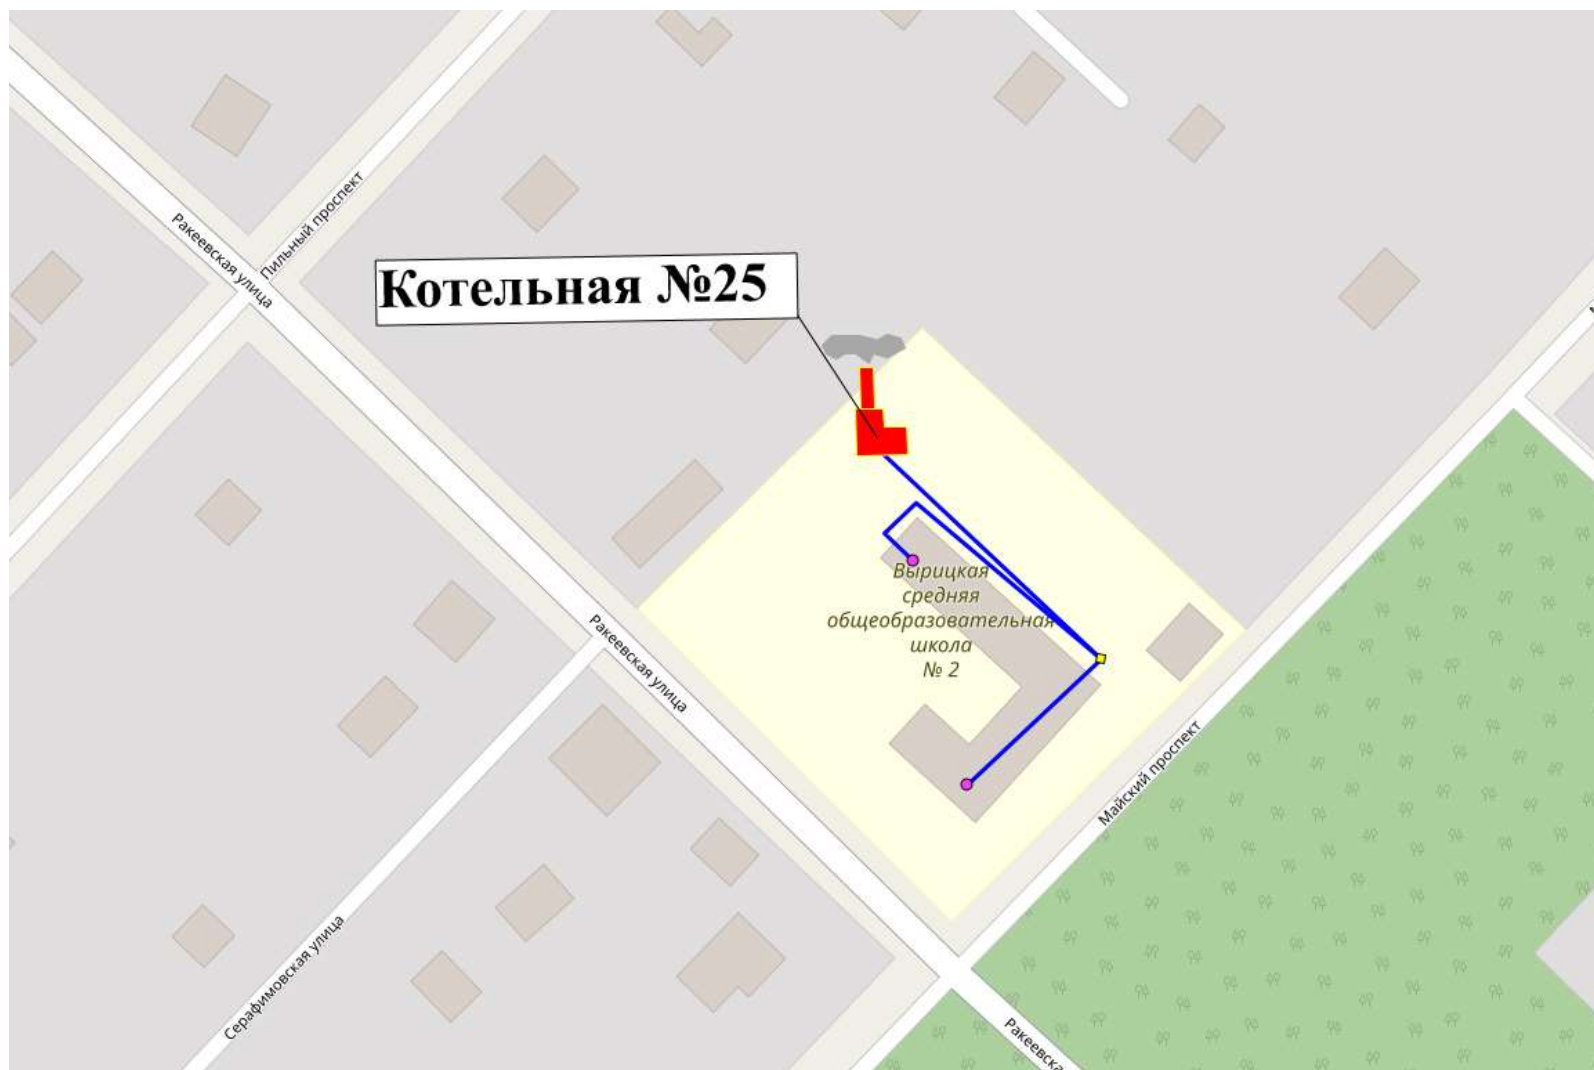 Пильный проспект
Ракеевская улица
Котельная №25
Вырицкая
средняя
общеобразовательная
школа
№ 2
Ракеевская улица
Майский проспект
Серафимовская улица
Ракеевска